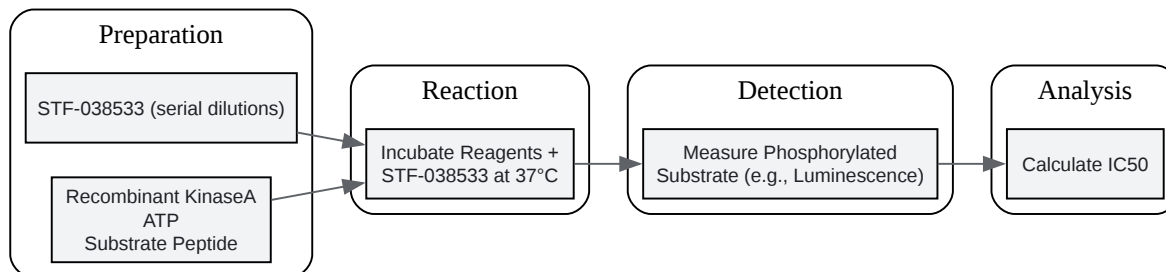 Preparation
STF-038533 (serial dilutions)
Recombinant KinaseA
ATP
Substrate Peptide
Reaction
Incubate Reagents +
STF-038533 at 37°C
Detection
Measure Phosphorylated
Substrate (e.g., Luminescence)
Analysis
Calculate IC50